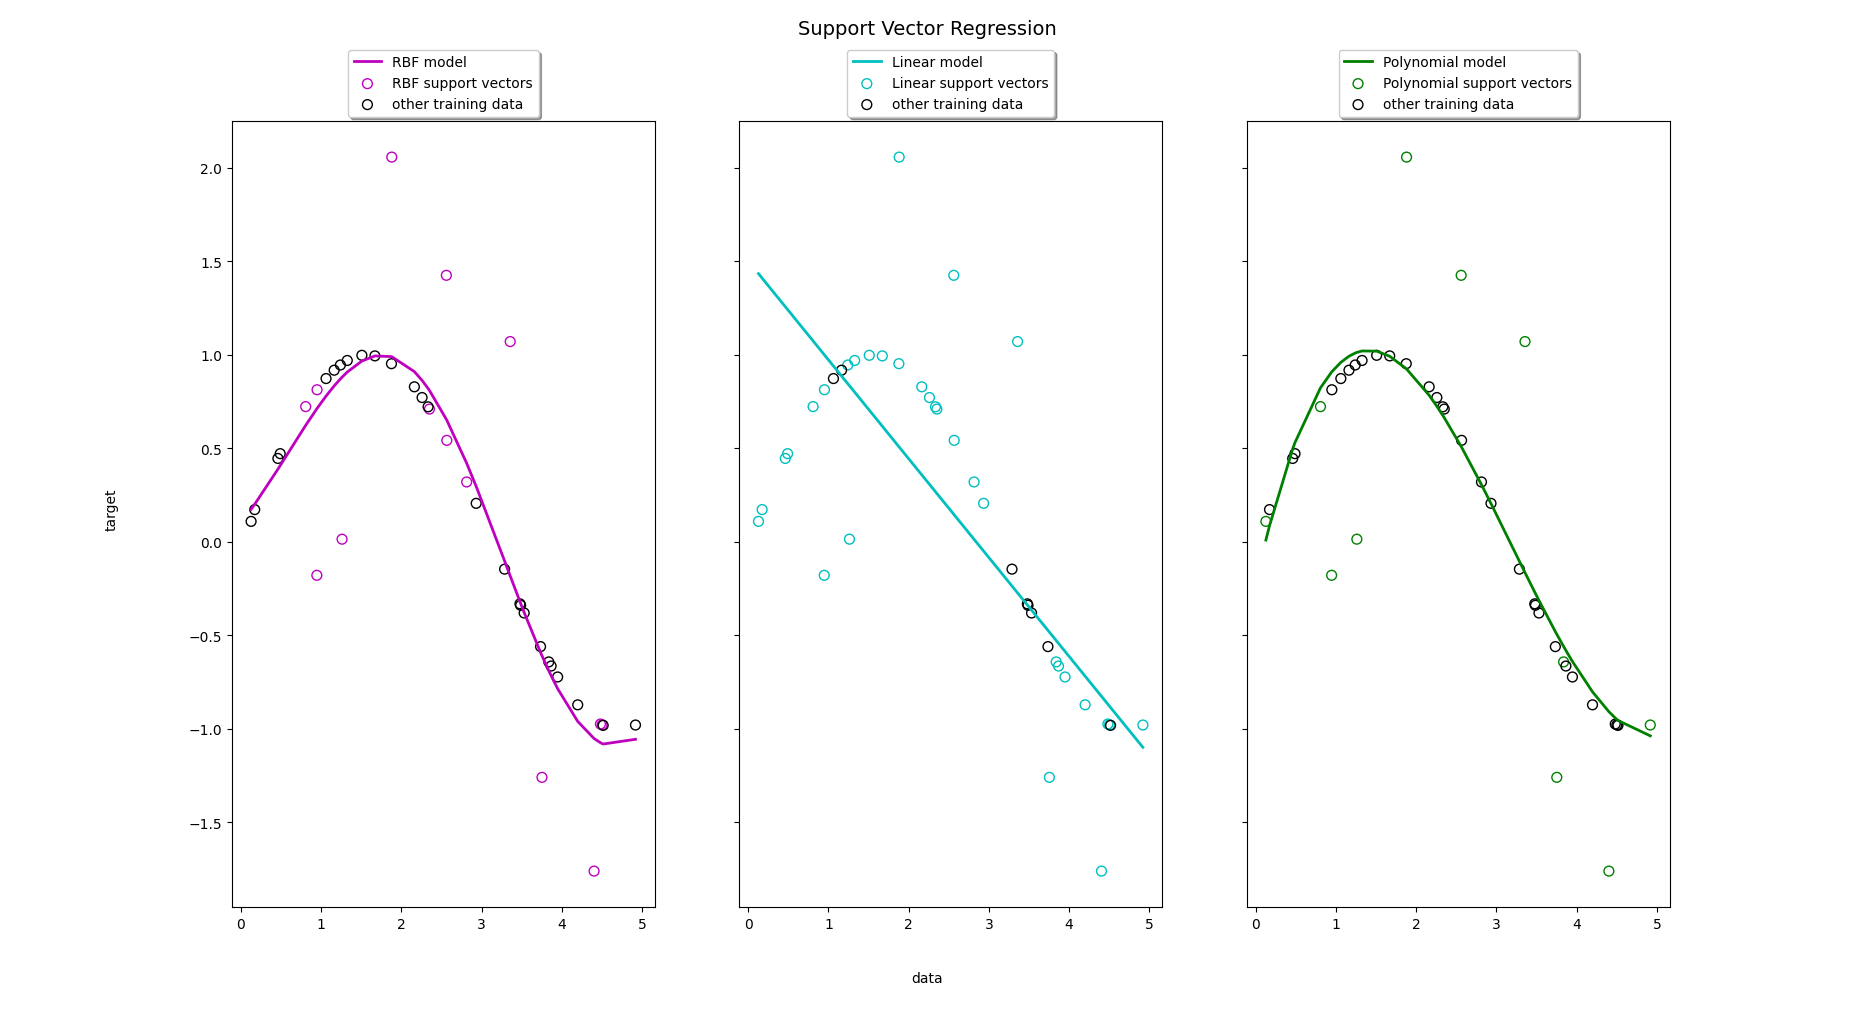 Support Vector Regression
RBF model
RBF support vectors
other training data
Linear model
Linear support vectors
other training data
Polynomial model
Polynomial support vectors
other training data
target
2.0
1.5
1.0
0.5
0.0
−0.5
−1.0
−1.5
0 1 2 3 4 5
0 1 2 3 4 5
0 1 2 3 4 5
data